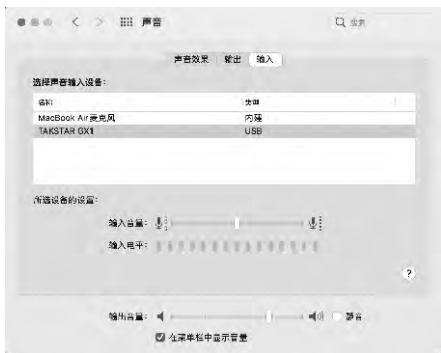 声音
搜索
声音效果 输出 输入
选择声音输入设备:
名称 类型
MacBook Air麦克风 内建
TAKSTAR GX1 USB
所选设备的设置:
输入音量:
输入电平:
?
输出音量: 静音
在菜单栏中显示音量